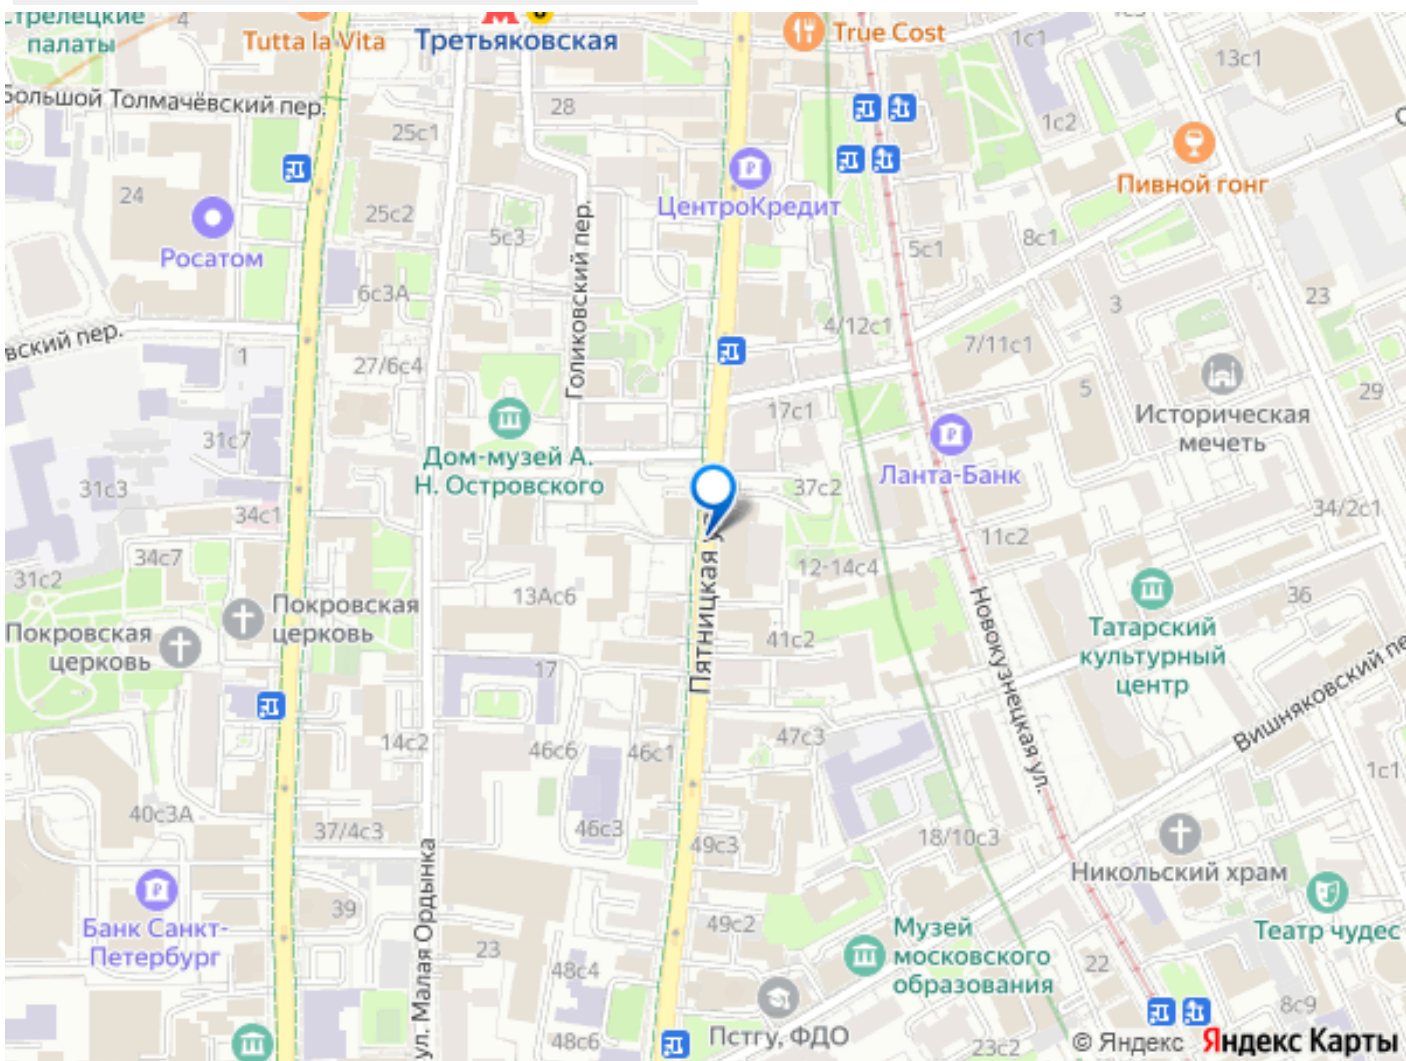 Стрелецкие
палаты
4
Tutta la Vita
Третьяковская
True Cost
1с1
13с1
Большой Толмачёвский пер.
28
25с1
1с2
Пивной гонг
24
ЦентроКредит
25с2
5с3
Голиковский пер.
8с1
5с1
Росатом
6с3А
3
23
4/12с1
вский пер.
1
27/6с4
7/11с1
5
29
17с1
Историческая
мечеть
31с7
Дом-музей А.
Н. Островского
Ланта-Банк
31с3
37с2
34с1
34/2с1
11с2
34с7
31с2
Пятницкая
12-14с4
13Ас6
36
Новокузнецкая ул.
Покровская
церковь
Покровская
церковь
Татарский
культурный
центр
41с2
17
Вишняковский пе
14с2
46с6
46с1
47с3
1с1
40с3А
37/4с3
46с3
49с3
18/10с3
ул. Малая Ордынка
Никольский храм
39
Банк Санкт-
Петербург
49с2
Музей
московского
образования
Театр чудес
23
48с4
22
8с9
48с6
Пстгу, ФДО
23с2
© Яндекс Яндекс Карты